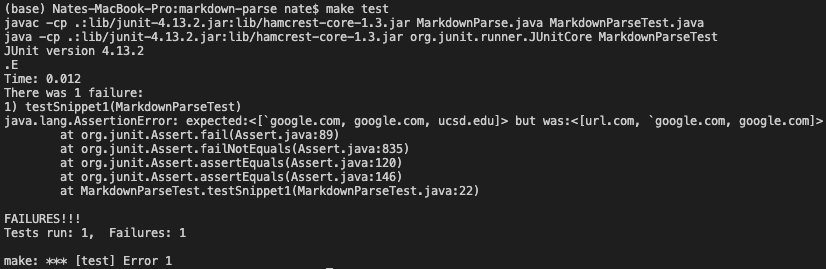 (base) Nates-MacBook-Pro:markdown-parse nate$ make test
javac -cp .:lib/junit-4.13.2.jar:lib/hamcrest-core-1.3.jar MarkdownParse.java MarkdownParseTest.java
java -cp .:lib/junit-4.13.2.jar:lib/hamcrest-core-1.3.jar org.junit.runner.JUnitCore MarkdownParseTest
JUnit version 4.13.2
.E
Time: 0.012
There was 1 failure:
1) testSnippet1(MarkdownParseTest)
java.lang.AssertionError: expected:<[`google.com, google.com, ucsd.edu]> but was:<[url.com, `google.com, google.com]>
        at org.junit.Assert.fail(Assert.java:89)
        at org.junit.Assert.failNotEquals(Assert.java:835)
        at org.junit.Assert.assertEquals(Assert.java:120)
        at org.junit.Assert.assertEquals(Assert.java:146)
        at MarkdownParseTest.testSnippet1(MarkdownParseTest.java:22)
FAILURES!!!
Tests run: 1,  Failures: 1
make: *** [test] Error 1